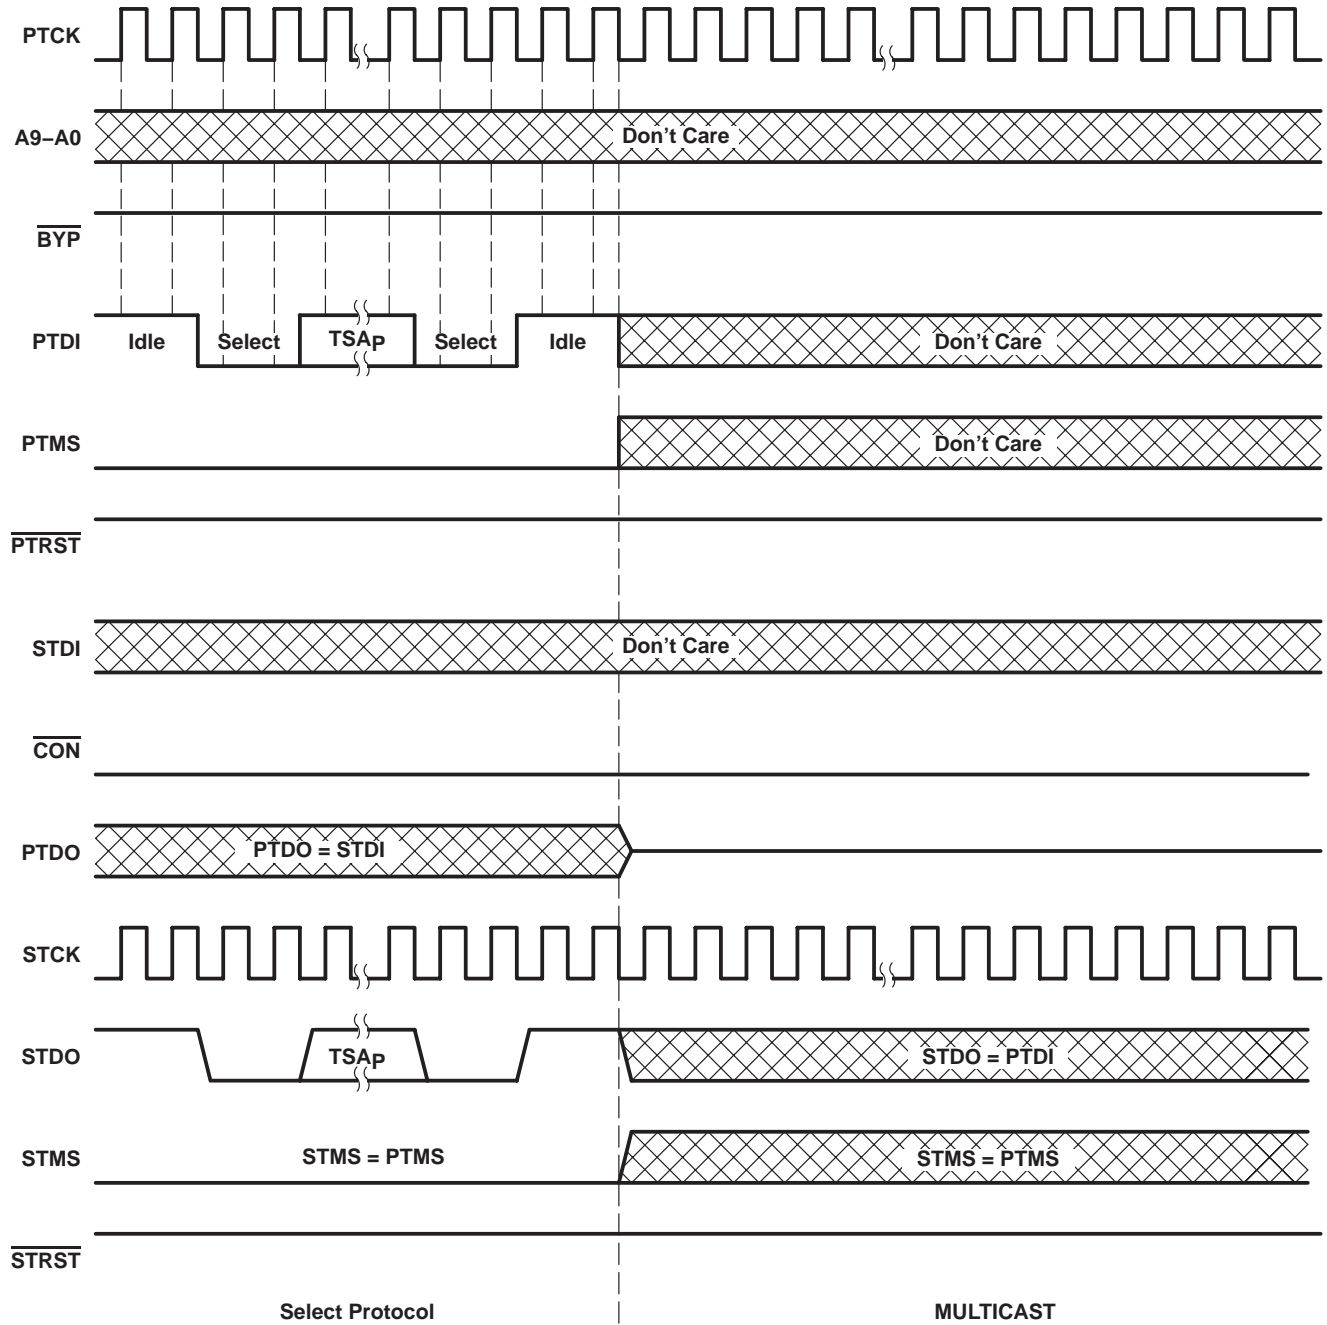 PTCK
A9–A0
Don't Care
BYP
PTDI
Idle
Select
TSAP
Select
Idle
Don't Care
PTMS
Don't Care
PTRST
STDI
Don't Care
CON
PTDO
PTDO = STDI
STCK
STDO
TSAP
STDO = PTDI
STMS
STMS = PTMS
STMS = PTMS
STRST
Select Protocol
MULTICAST